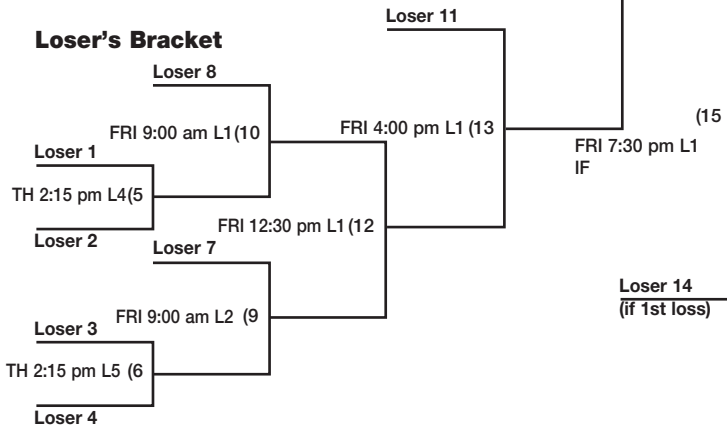 Loser 11
Loser's Bracket
Loser 8
(15
FRI 9:00 am L1(10
FRI 4:00 pm L1 (13
FRI 7:30 pm L1
IF
Loser 1
TH 2:15 pm L4(5
FRI 12:30 pm L1(12
Loser 2
Loser 7
Loser 14
(if 1st loss)
FRI 9:00 am L2 (9
Loser 3
TH 2:15 pm L5 (6
Loser 4